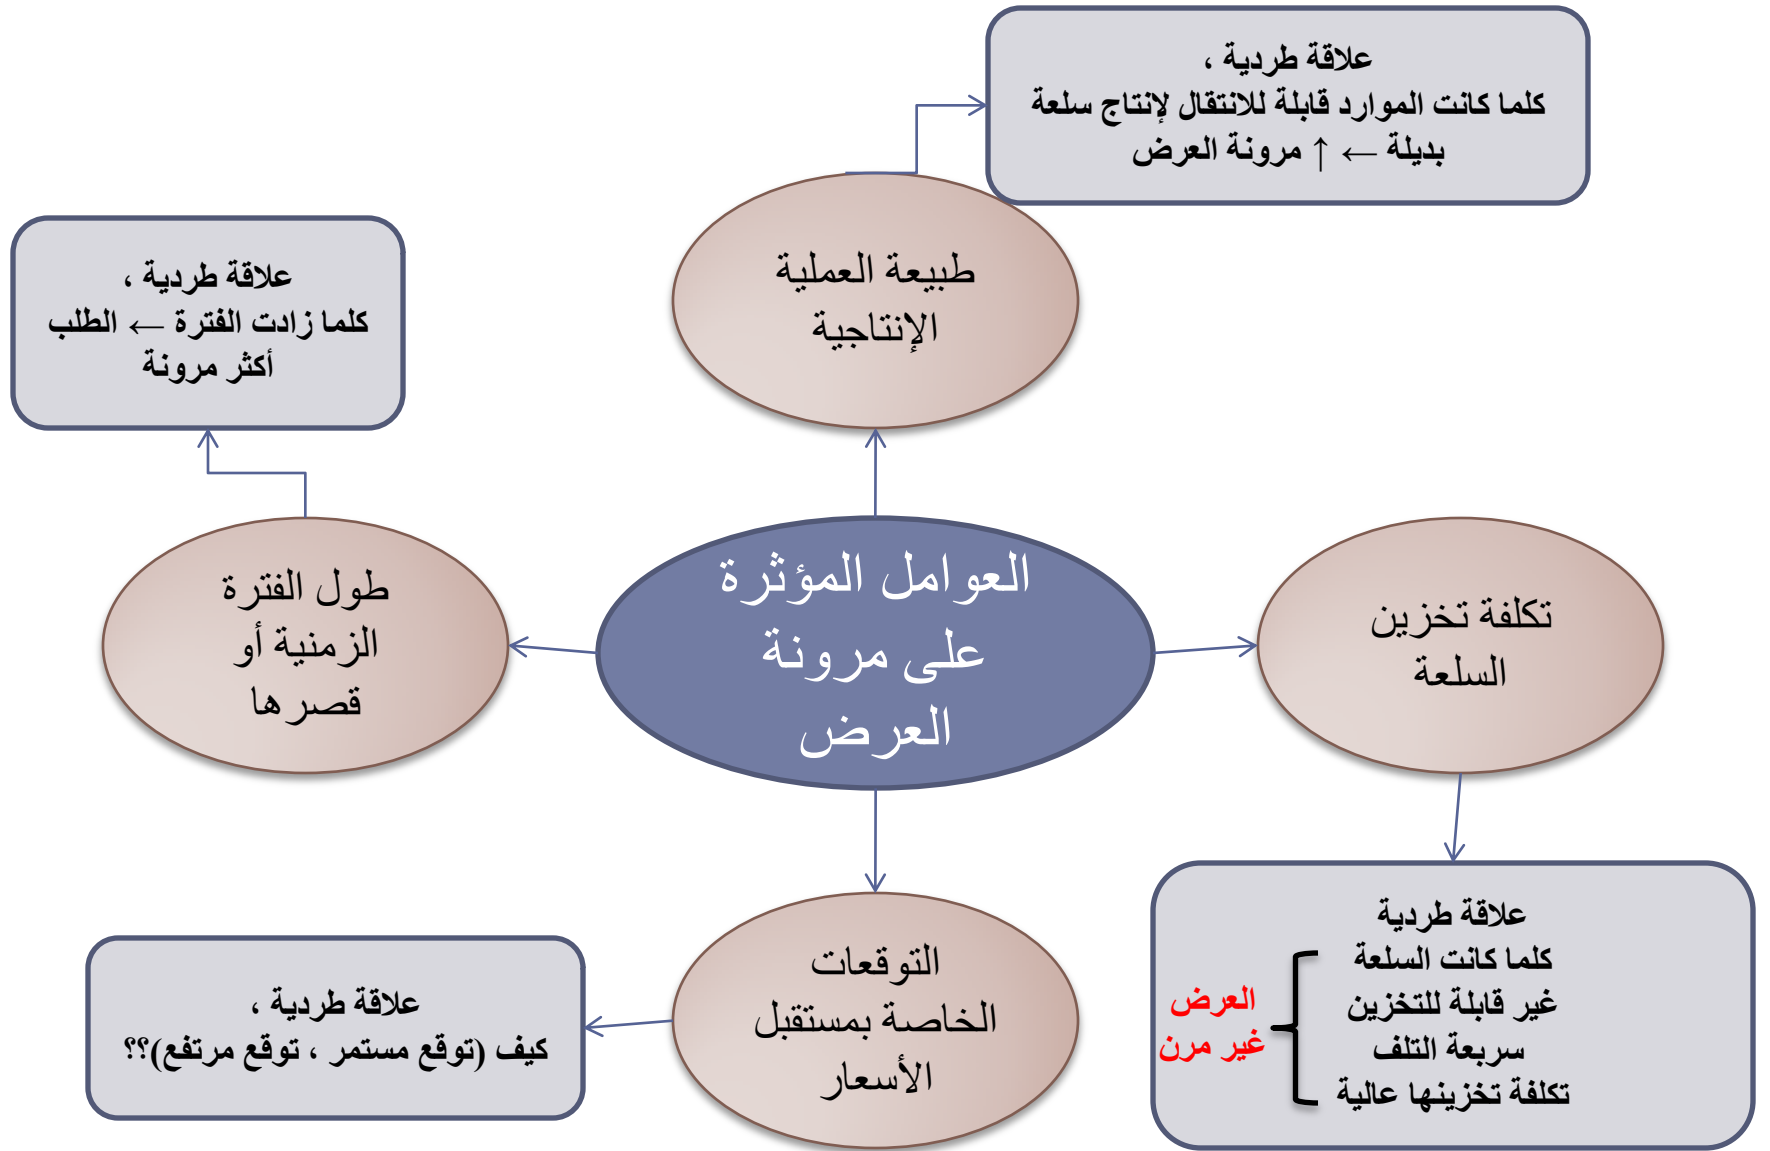 علاقة طردية ،
كلما كانت الموارد قابلة للانتقال لإنتاج سلعة
بديلة ← ↑ مرونة العرض
طبيعة العملية
الإنتاجية
علاقة طردية ،
كلما زادت الفترة ← الطلب
أكثر مرونة
العوامل المؤثرة
على مرونة
العرض
تكلفة تخزين
السلعة
طول الفترة
الزمنية أو
قصرها
علاقة طردية
كلما كانت السلعة
غير قابلة للتخزين
سربعة التلف
تكلفة تخزينها عالية
العرض
غير مرن
التوقعات
الخاصة بمستقبل
الأسعار
علاقة طردية ،
كيف (توقع مستمر ، توقع مرتفع)؟؟